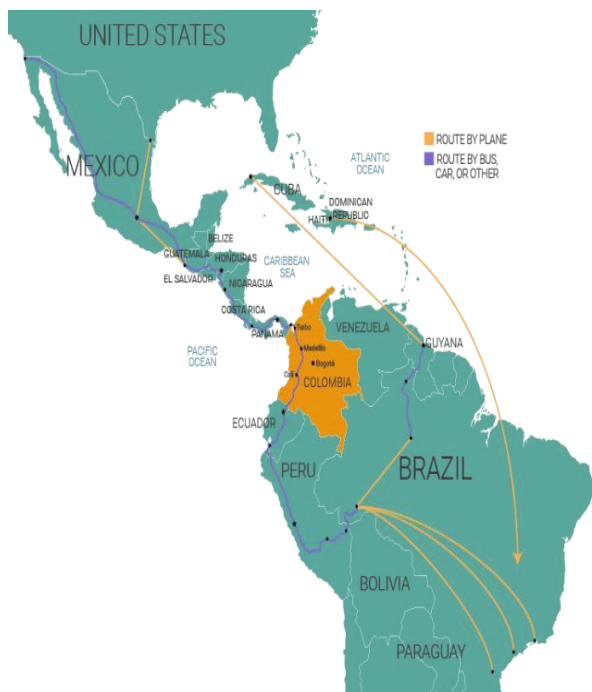 UNITED STATES
ROUTE BY PLANE
ROUTE BY BUS,
CAR, OR OTHER
ATLANTIC
OCEAN
MEXICO
CUBA
DOMINICAN
REPUBLIC
HAITI
BELIZE
GUATEMALA
HONDURAS
EL SALVADOR
NICARAGUA
CARIBBEAN
SEA
COSTA RICA
PANAMA
PACIFIC
OCEAN
Turbo
Medellín
Bogotá
Cali
COLOMBIA
VENEZUELA
GUYANA
ECUADOR
PERU
BRAZIL
BOLIVIA
PARAGUAY